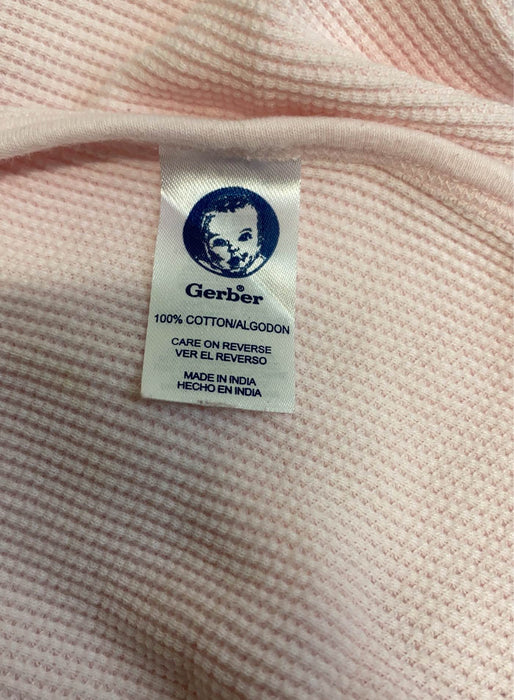 Gerber®
100% COTTON/ALGODON
CARE ON REVERSE
VER EL REVERSO
MADE IN INDIA
HECHO EN INDIA